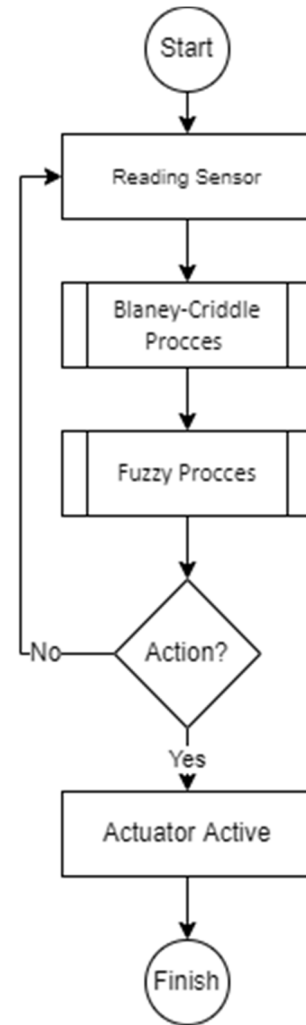 Start
Reading Sensor
Blaney-Criddle
Procces
Fuzzy Procces
Action?
No
Yes
Actuator Active
Finish